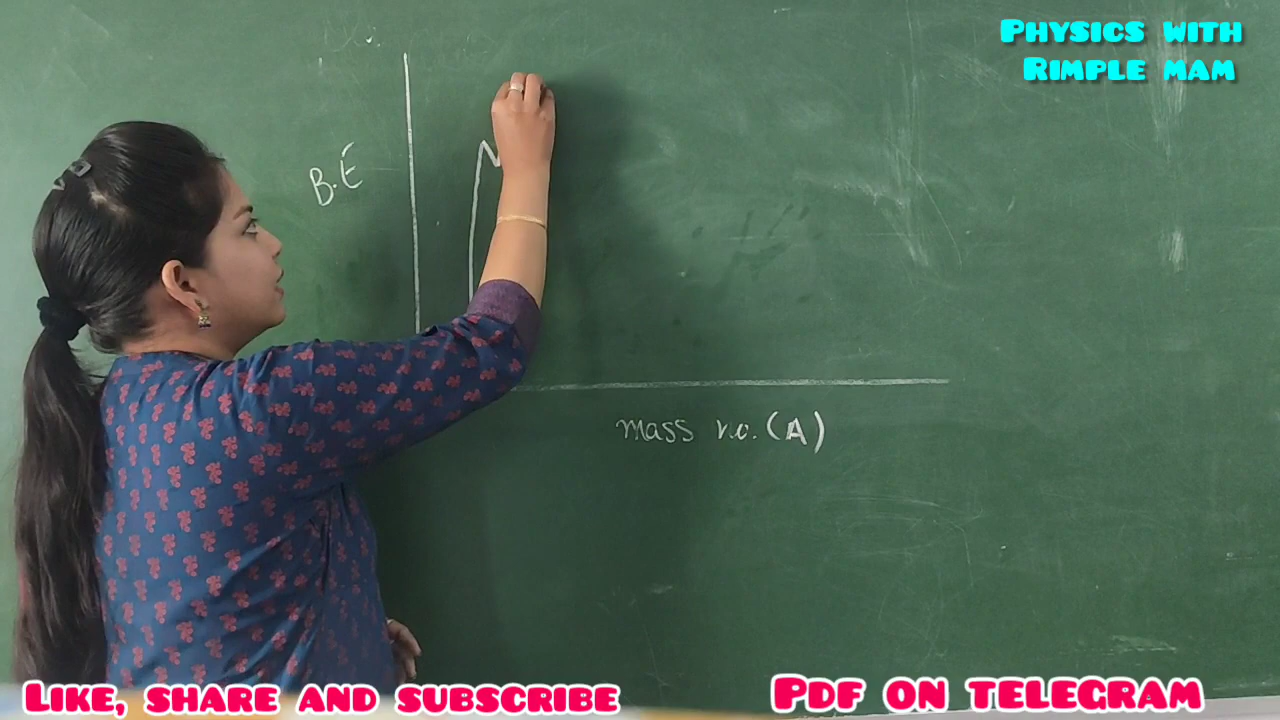 Physics with
Rimple mam
B.E
mass no. (A)
Like, share and subscribe
Pdf on telegram